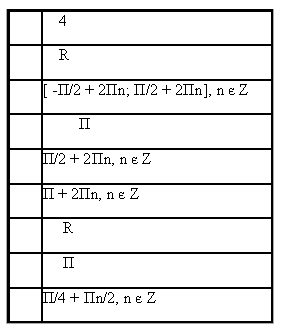 4
R
[ -П/2 + 2Пn; П/2 + 2Пn], n є Z
П
П/2 + 2Пn, n є Z
П + 2Пn, n є Z
R
П
П/4 + Пn/2, n є Z